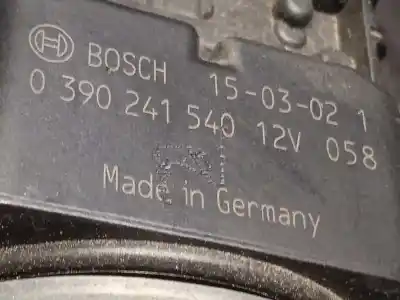 BOSCH 15-03-02 1
0 390 241 540 12V 058
Made in Germany